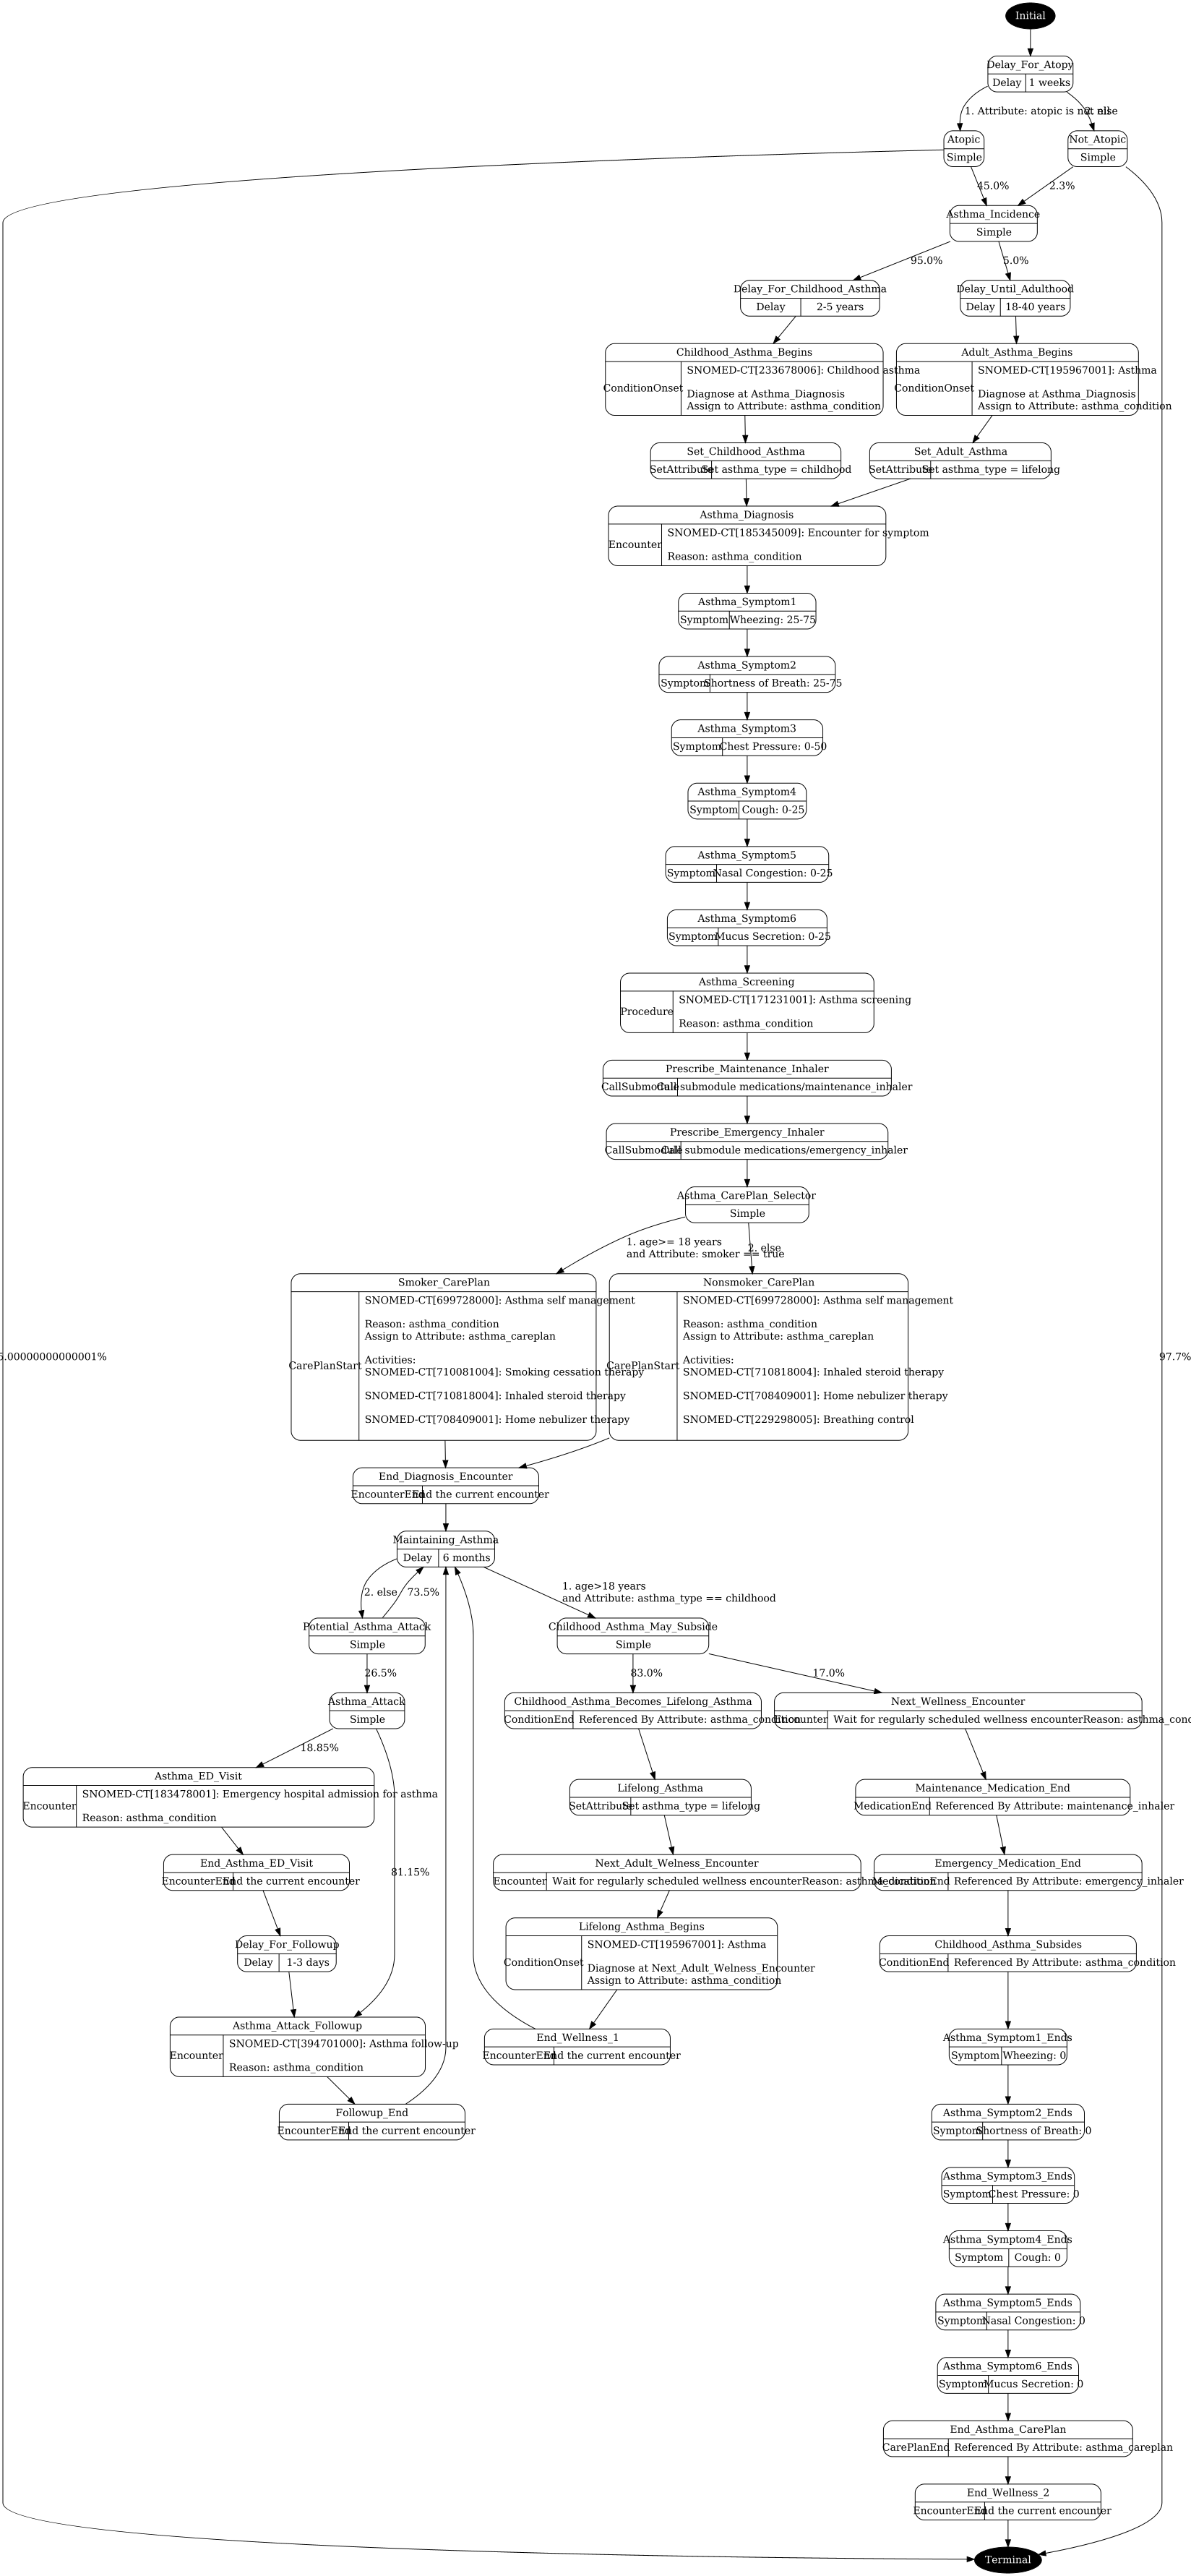 Initial
Delay_For_Atopy
Delay 1 weeks
1. Attribute: atopic is not nil
2. else
Atopic
Simple
Not_Atopic
Simple
45.0%
2.3%
Asthma_Incidence
Simple
95.0%
5.0%
Delay_For_Childhood_Asthma
Delay 2-5 years
Delay_Until_Adulthood
Delay 18-40 years
Childhood_Asthma_Begins
ConditionOnset
SNOMED-CT[233678006]: Childhood asthma
Diagnose at Asthma_Diagnosis
Assign to Attribute: asthma_condition
Adult_Asthma_Begins
ConditionOnset
SNOMED-CT[195967001]: Asthma
Diagnose at Asthma_Diagnosis
Assign to Attribute: asthma_condition
Set_Childhood_Asthma
SetAttribute Set asthma_type = childhood
Set_Adult_Asthma
SetAttribute Set asthma_type = lifelong
Asthma_Diagnosis
Encounter
SNOMED-CT[185345009]: Encounter for symptom
Reason: asthma_condition
Asthma_Symptom1
Symptom Wheezing: 25-75
Asthma_Symptom2
Symptom Shortness of Breath: 25-75
Asthma_Symptom3
Symptom Chest Pressure: 0-50
Asthma_Symptom4
Symptom Cough: 0-25
Asthma_Symptom5
Symptom Nasal Congestion: 0-25
Asthma_Symptom6
Symptom Mucus Secretion: 0-25
Asthma_Screening
Procedure
SNOMED-CT[171231001]: Asthma screening
Reason: asthma_condition
Prescribe_Maintenance_Inhaler
CallSubmodule Call submodule medications/maintenance_inhaler
Prescribe_Emergency_Inhaler
CallSubmodule Call submodule medications/emergency_inhaler
Asthma_CarePlan_Selector
Simple
1. age>= 18 years
and Attribute: smoker == true
2. else
Smoker_CarePlan
CarePlanStart
SNOMED-CT[699728000]: Asthma self management
Reason: asthma_condition
Assign to Attribute: asthma_careplan
Activities:
SNOMED-CT[710081004]: Smoking cessation therapy
SNOMED-CT[710818004]: Inhaled steroid therapy
SNOMED-CT[708409001]: Home nebulizer therapy
Nonsmoker_CarePlan
CarePlanStart
SNOMED-CT[699728000]: Asthma self management
Reason: asthma_condition
Assign to Attribute: asthma_careplan
Activities:
SNOMED-CT[710818004]: Inhaled steroid therapy
SNOMED-CT[708409001]: Home nebulizer therapy
SNOMED-CT[229298005]: Breathing control
.00000000000001%
97.7%
End_Diagnosis_Encounter
EncounterEnd End the current encounter
Maintaining_Asthma
Delay 6 months
2. else
73.5%
1. age>18 years
and Attribute: asthma_type == childhood
Potential_Asthma_Attack
Simple
Childhood_Asthma_May_Subside
Simple
26.5%
83.0%
17.0%
Asthma_Attack
Simple
Childhood_Asthma_Becomes_Lifelong_Asthma
ConditionEnd Referenced By Attribute: asthma_condition
Next_Wellness_Encounter
Encounter Wait for regularly scheduled wellness encounterReason: asthma_cond
18.85%
Asthma_ED_Visit
Encounter
SNOMED-CT[183478001]: Emergency hospital admission for asthma
Reason: asthma_condition
Lifelong_Asthma
SetAttribute Set asthma_type = lifelong
Maintenance_Medication_End
MedicationEnd Referenced By Attribute: maintenance_inhaler
81.15%
End_Asthma_ED_Visit
EncounterEnd End the current encounter
Next_Adult_Welness_Encounter
Encounter Wait for regularly scheduled wellness encounterReason: asthma_condition
Emergency_Medication_End
MedicationEnd Referenced By Attribute: emergency_inhaler
Delay_For_Followup
Delay 1-3 days
Lifelong_Asthma_Begins
ConditionOnset
SNOMED-CT[195967001]: Asthma
Diagnose at Next_Adult_Welness_Encounter
Assign to Attribute: asthma_condition
Childhood_Asthma_Subsides
ConditionEnd Referenced By Attribute: asthma_condition
Asthma_Attack_Followup
Encounter
SNOMED-CT[394701000]: Asthma follow-up
Reason: asthma_condition
End_Wellness_1
EncounterEnd End the current encounter
Asthma_Symptom1_Ends
Symptom Wheezing: 0
Followup_End
EncounterEnd End the current encounter
Asthma_Symptom2_Ends
Symptom Shortness of Breath: 0
Asthma_Symptom3_Ends
Symptom Chest Pressure: 0
Asthma_Symptom4_Ends
Symptom Cough: 0
Asthma_Symptom5_Ends
Symptom Nasal Congestion: 0
Asthma_Symptom6_Ends
Symptom Mucus Secretion: 0
End_Asthma_CarePlan
CarePlanEnd Referenced By Attribute: asthma_careplan
End_Wellness_2
EncounterEnd End the current encounter
Terminal